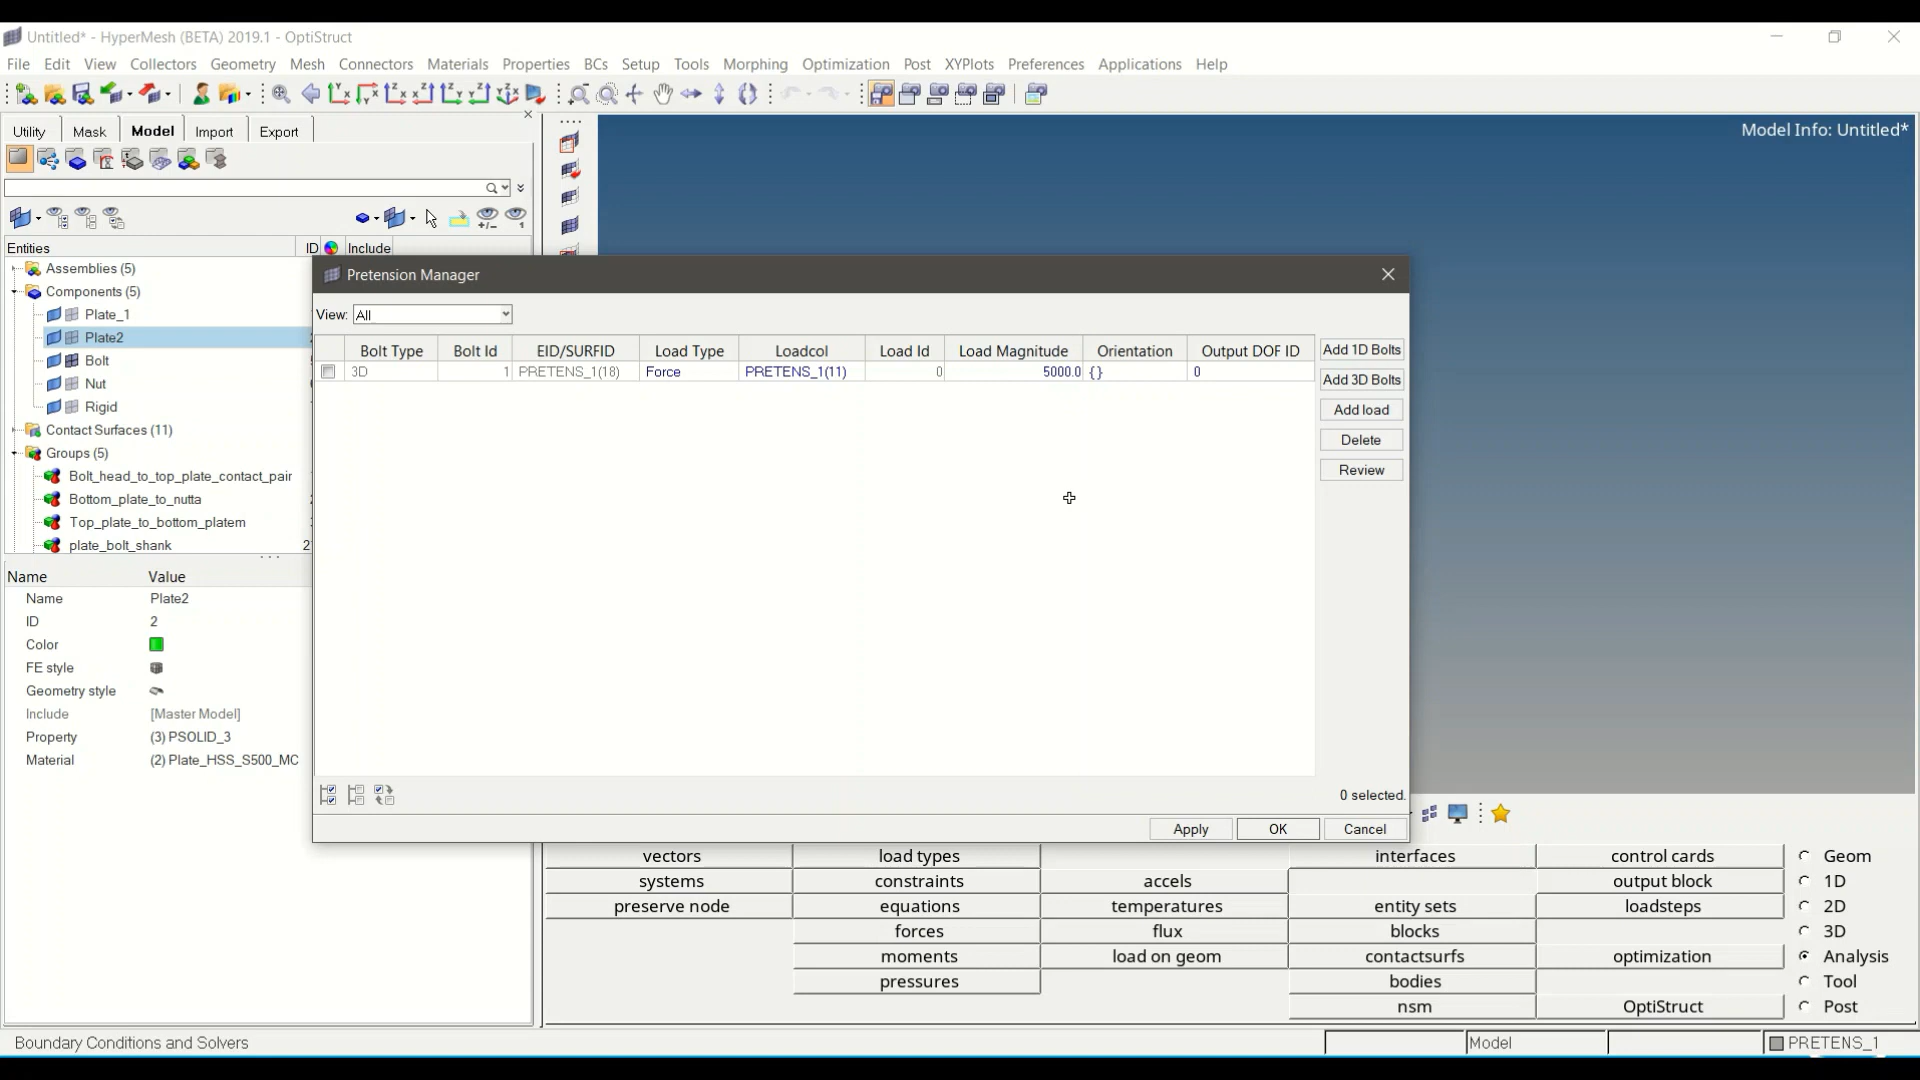 Untitled* - HyperMesh (BETA) 2019.1 - OptiStruct
File Edit View Collectors Geometry Mesh Connectors Materials Properties BCs Setup Tools Morphing Optimization Post XYPlots Preferences Applications Help
Utility Mask Model Import Export
Model Info: Untitled*
Entities ID Include
Assemblies (5)
Components (5)
Plate_1
Plate2
Bolt
Nut
Rigid
Contact Surfaces (11)
Groups (5)
Bolt_head_to_top_plate_contact_pair
Bottom_plate_to_nutta
Top_plate_to_bottom_platem
plate_bolt_shank 2
Name Value
Name Plate2
ID 2
Color
FE style
Geometry style
Include [Master Model]
Property (3) PSOLID_3
Material (2) Plate_HSS_S500_MC
Pretension Manager
View: All
Bolt Type Bolt Id EID/SURFID Load Type Loadcol Load Id Load Magnitude Orientation Output DOF ID
3D 1 PRETENS_1(18) Force PRETENS_1(11) 0 5000.0 {} 0
Add 1D Bolts
Add 3D Bolts
Add load
Delete
Review
0 selected.
Apply OK Cancel
vectors load types interfaces control cards Geom
systems constraints accels output block 1D
preserve node equations temperatures entity sets loadsteps 2D
forces flux blocks 3D
moments load on geom contactsurfs optimization Analysis
pressures bodies Tool
nsm OptiStruct Post
Boundary Conditions and Solvers Model PRETENS_1